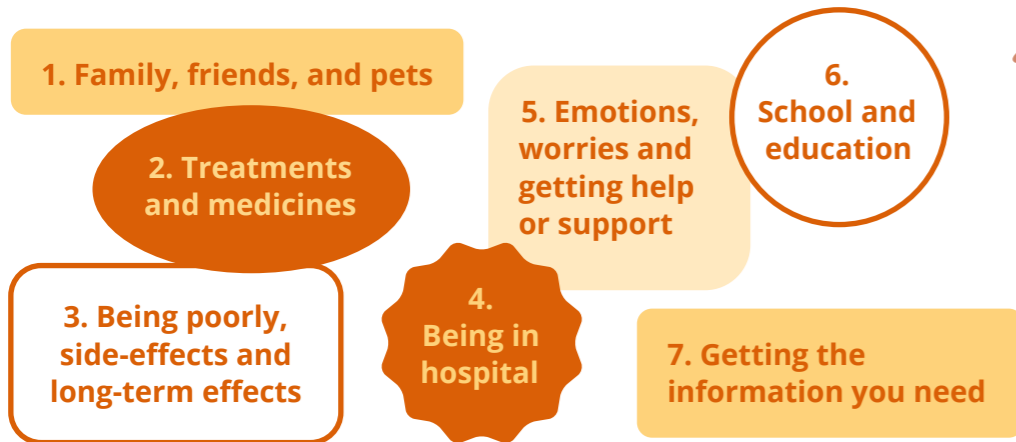 1. Family, friends, and pets
2. Treatments
and medicines
3. Being poorly,
side-effects and
long-term effects
4.
Being in
hospital
5. Emotions,
worries and
getting help
or support
6.
School and
education
7. Getting the
information you need